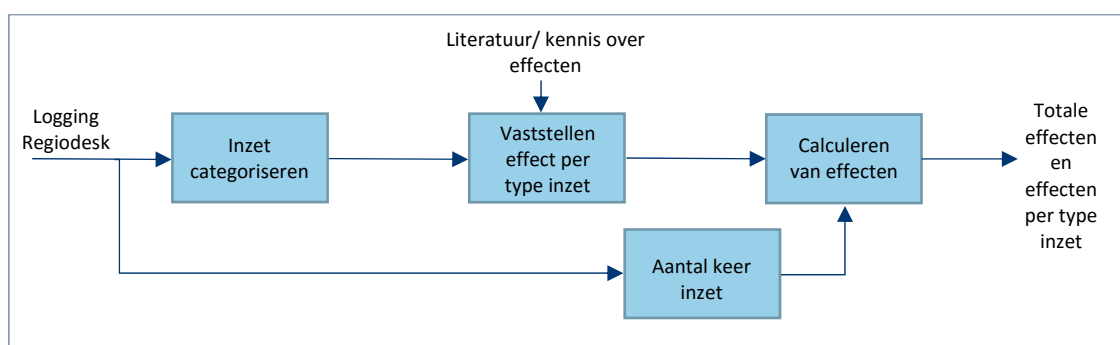 Literatuur/ kennis over
effecten
Logging
Regiodesk
Inzet
categoriseren
Vaststellen
effect per
type inzet
Calculeren
van effecten
Totale
effecten
en
effecten
per type
inzet
Aantal keer
inzet